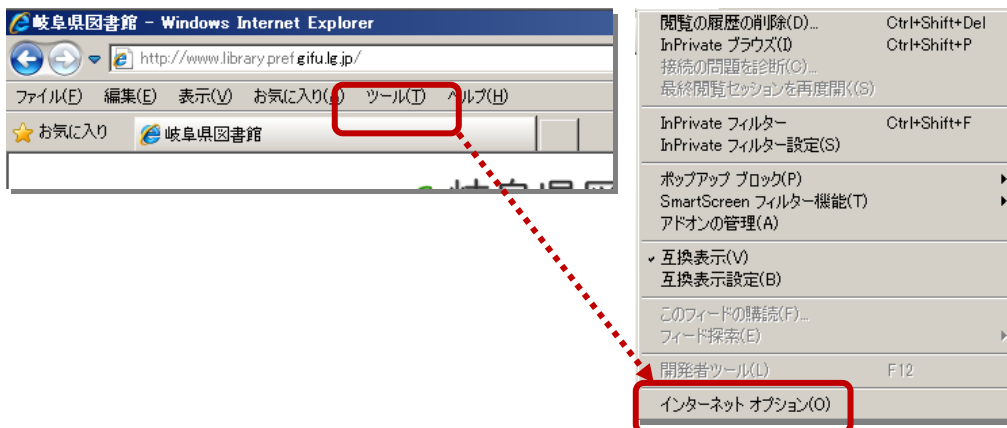 岐阜県図書館 - Windows Internet Explorer
http://www.library.pref.gifu.lg.jp/
ファイル(F) 編集(E) 表示(V) お気に入り(A) ツール(T) ヘルプ(H)
お気に入り 岐阜県図書館
閲覧の履歴の削除(D)... Ctrl+Shift+Del
InPrivate ブラウズ(I) Ctrl+Shift+P
接続の問題を診断(C)...
最終閲覧セッションを再度開く(S)
InPrivate フィルター Ctrl+Shift+F
InPrivate フィルター設定(S)
ポップアップ ブロック(P)
SmartScreen フィルター機能(T)
アドオンの管理(A)
互換表示(V)
互換表示設定(B)
このフィードの購読(F)...
フィード探索(E)
開発者ツール(L) F12
インターネット オプション(O)